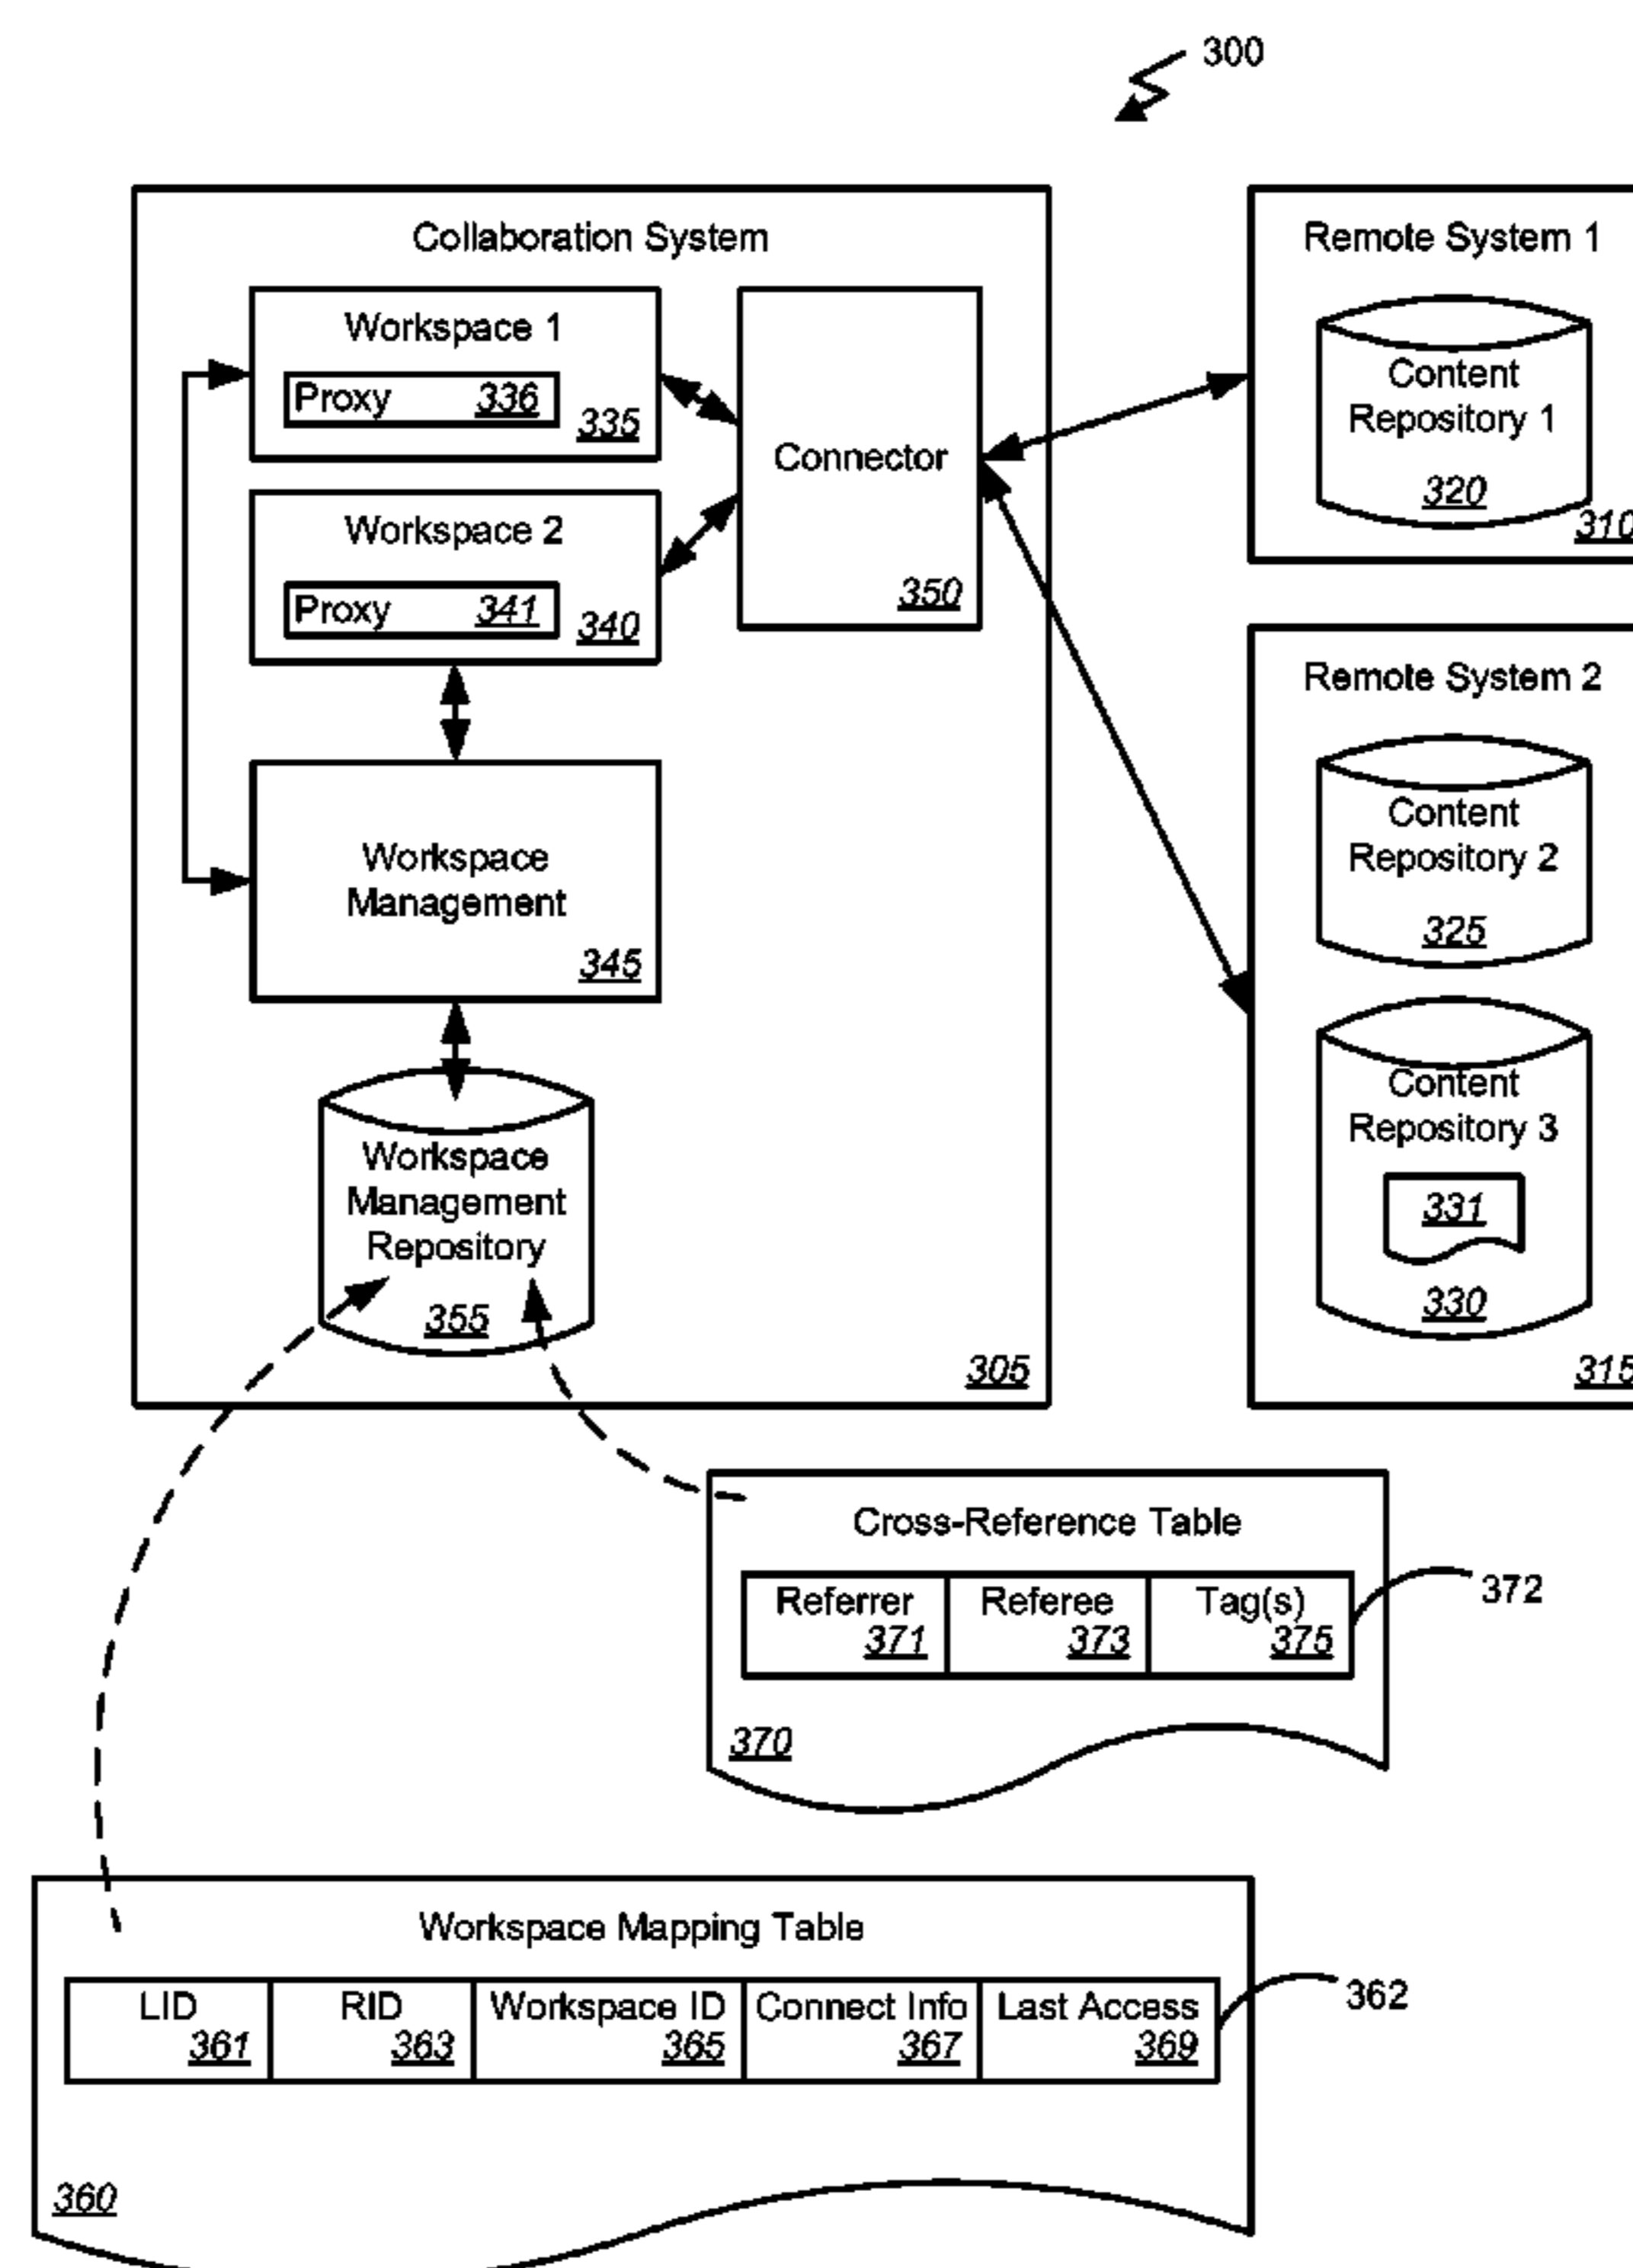 300
Collaboration System
Workspace 1
Proxy 336
335
Workspace 2
Proxy 341
340
Connector
350
Workspace
Management
345
Workspace
Management
Repository
355
305
Remote System 1
Content
Repository 1
320
310
Remote System 2
Content
Repository 2
325
Content
Repository 3
331
330
315
Cross-Reference Table
Referrer 371
Referee 373
Tag(s) 375
372
370
Workspace Mapping Table
LID 361
RID 363
Workspace ID 365
Connect Info 367
Last Access 369
362
360